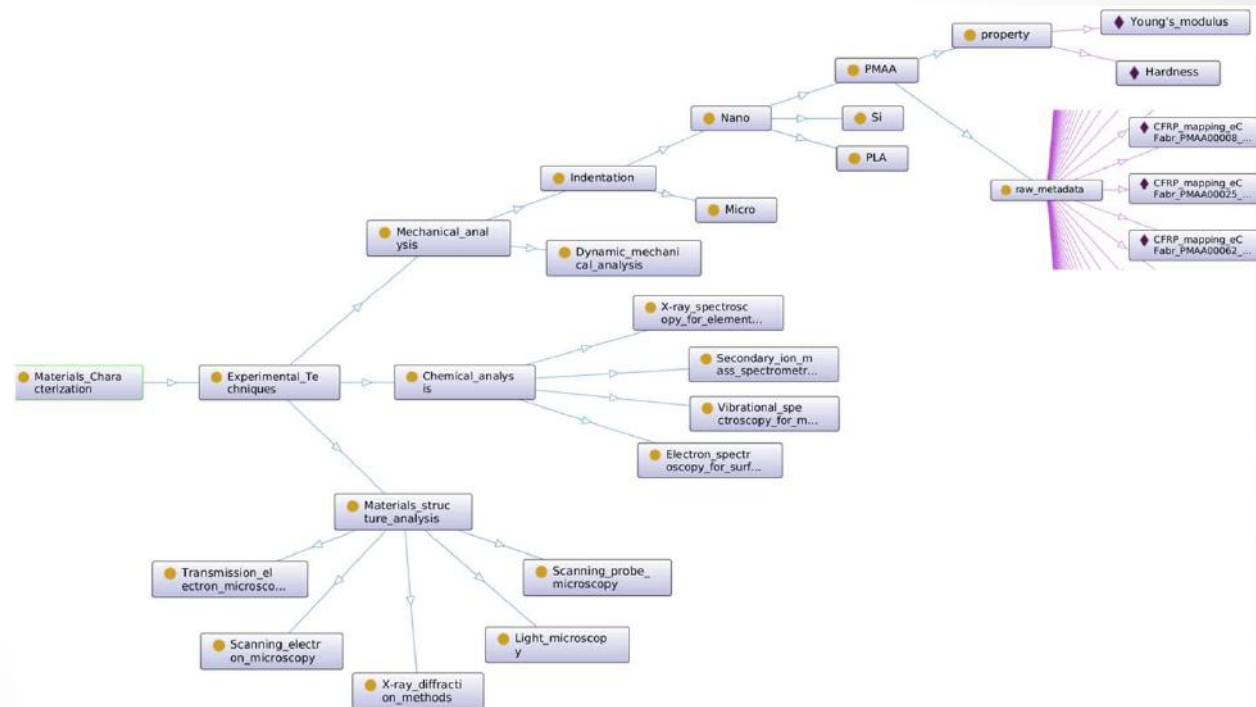 Young's_modulus
property
Hardness
PMAA
Nano
Si
PLA
CFRP_mapping_eC
Fabr_PMAA00008_...
raw_metadata
CFRP_mapping_eC
Fabr_PMAA00025_...
CFRP_mapping_eC
Fabr_PMAA00062_...
Indentation
Micro
Mechanical_anal
ysis
Dynamic_mechani
cal_analysis
X-ray_spectrosc
opy_for_element...
Secondary_ion_m
ass_spectrometr...
Materials_Chara
cterization
Experimental_Te
chniques
Chemical_analys
is
Vibrational_spe
ctroscopy_for_m...
Electron_spectr
oscopy_for_surf...
Materials_struc
ture_analysis
Transmission_el
ectron_microsco...
Scanning_probe_
microscopy
Scanning_electr
on_microscopy
Light_microscop
y
X-ray_diffracti
on_methods